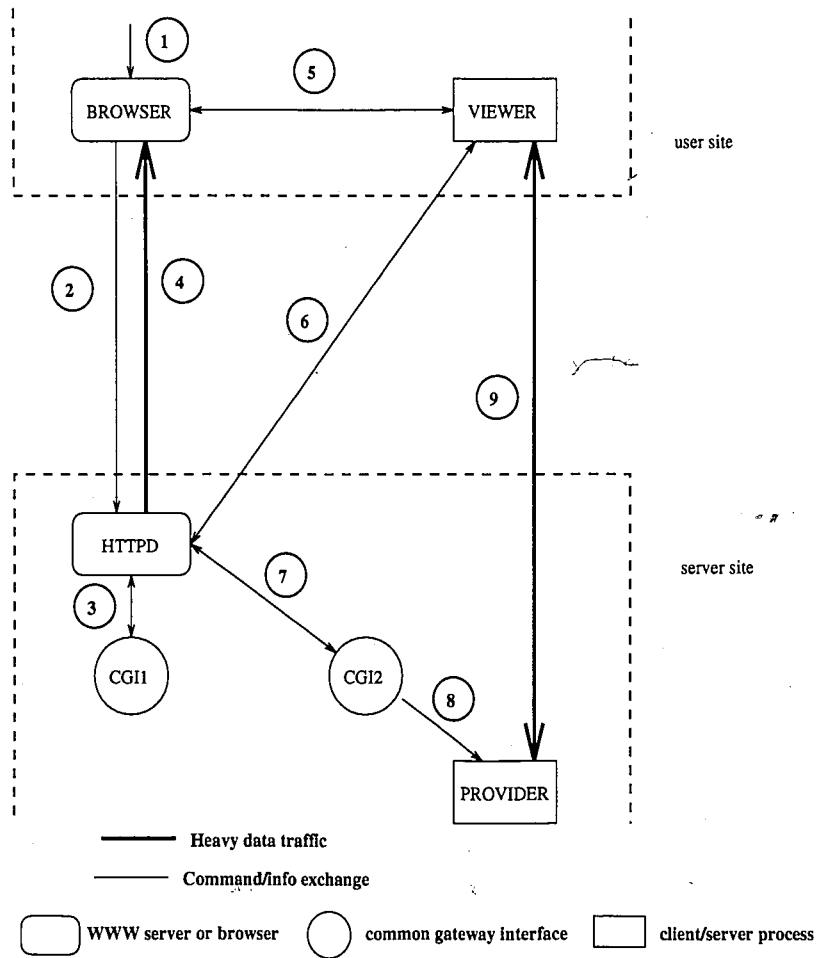 1
5
BROWSER
VIEWER
user site
2
4
6
9
HTTPD
server site
7
3
CGI1
CGI2
8
PROVIDER
Heavy data traffic
Command/info exchange
WWW server or browser
common gateway interface
client/server process